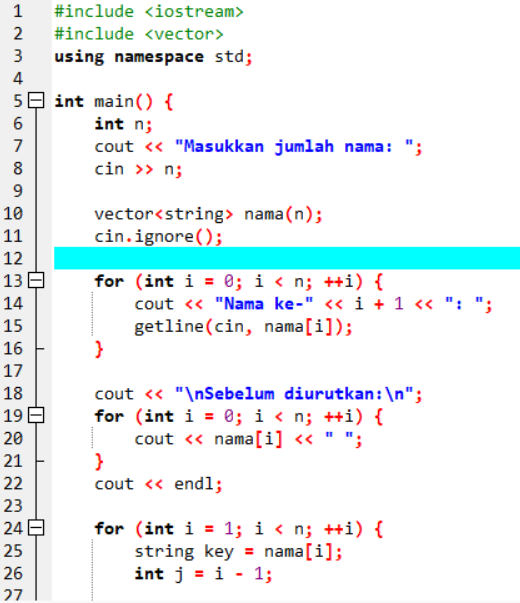 1 #include <iostream>
2 #include <vector>
3 using namespace std;
4
5 int main() {
6     int n;
7     cout << "Masukkan jumlah nama: ";
8     cin >> n;
9
10     vector<string> nama(n);
11     cin.ignore();
12
13     for (int i = 0; i < n; ++i) {
14         cout << "Nama ke-" << i + 1 << ": ";
15         getline(cin, nama[i]);
16     }
17
18     cout << "\nSebelum diurutkan:\n";
19     for (int i = 0; i < n; ++i) {
20         cout << nama[i] << " ";
21     }
22     cout << endl;
23
24     for (int i = 1; i < n; ++i) {
25         string key = nama[i];
26         int j = i - 1;
27